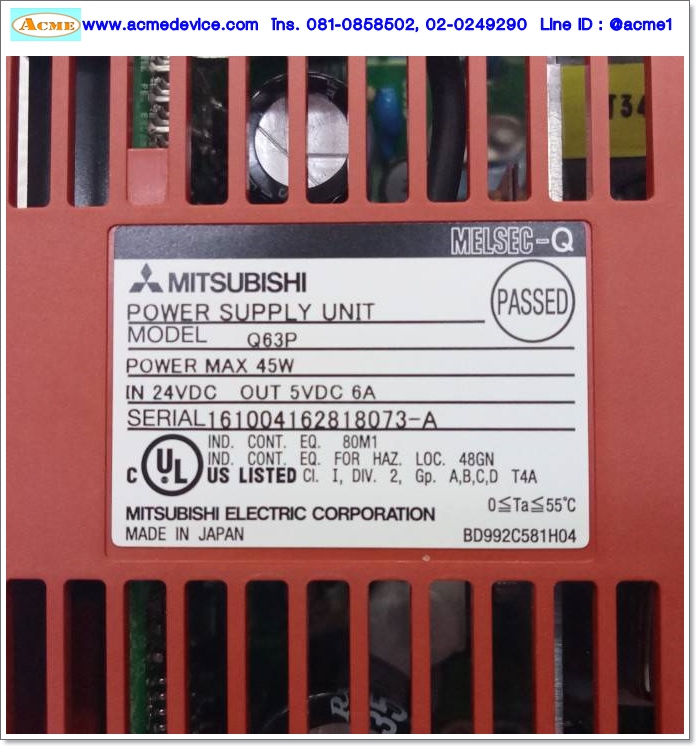 ACME www.acmedevice.com โทร. 081-0858502, 02-0249290 Line ID : @acme1
T34
MELSEC-Q
MITSUBISHI
PASSED
POWER SUPPLY UNIT
MODEL Q63P
POWER MAX 45W
IN 24VDC OUT 5VDC 6A
SERIAL 161004162818073-A
IND. CONT. EQ. 80M1
IND. CONT. EQ. FOR HAZ. LOC. 48GN
C UL US LISTED Cl. I, DIV. 2, Gp. A,B,C,D T4A
0≦Ta≦55℃
MITSUBISHI ELECTRIC CORPORATION
MADE IN JAPAN BD992C581H04